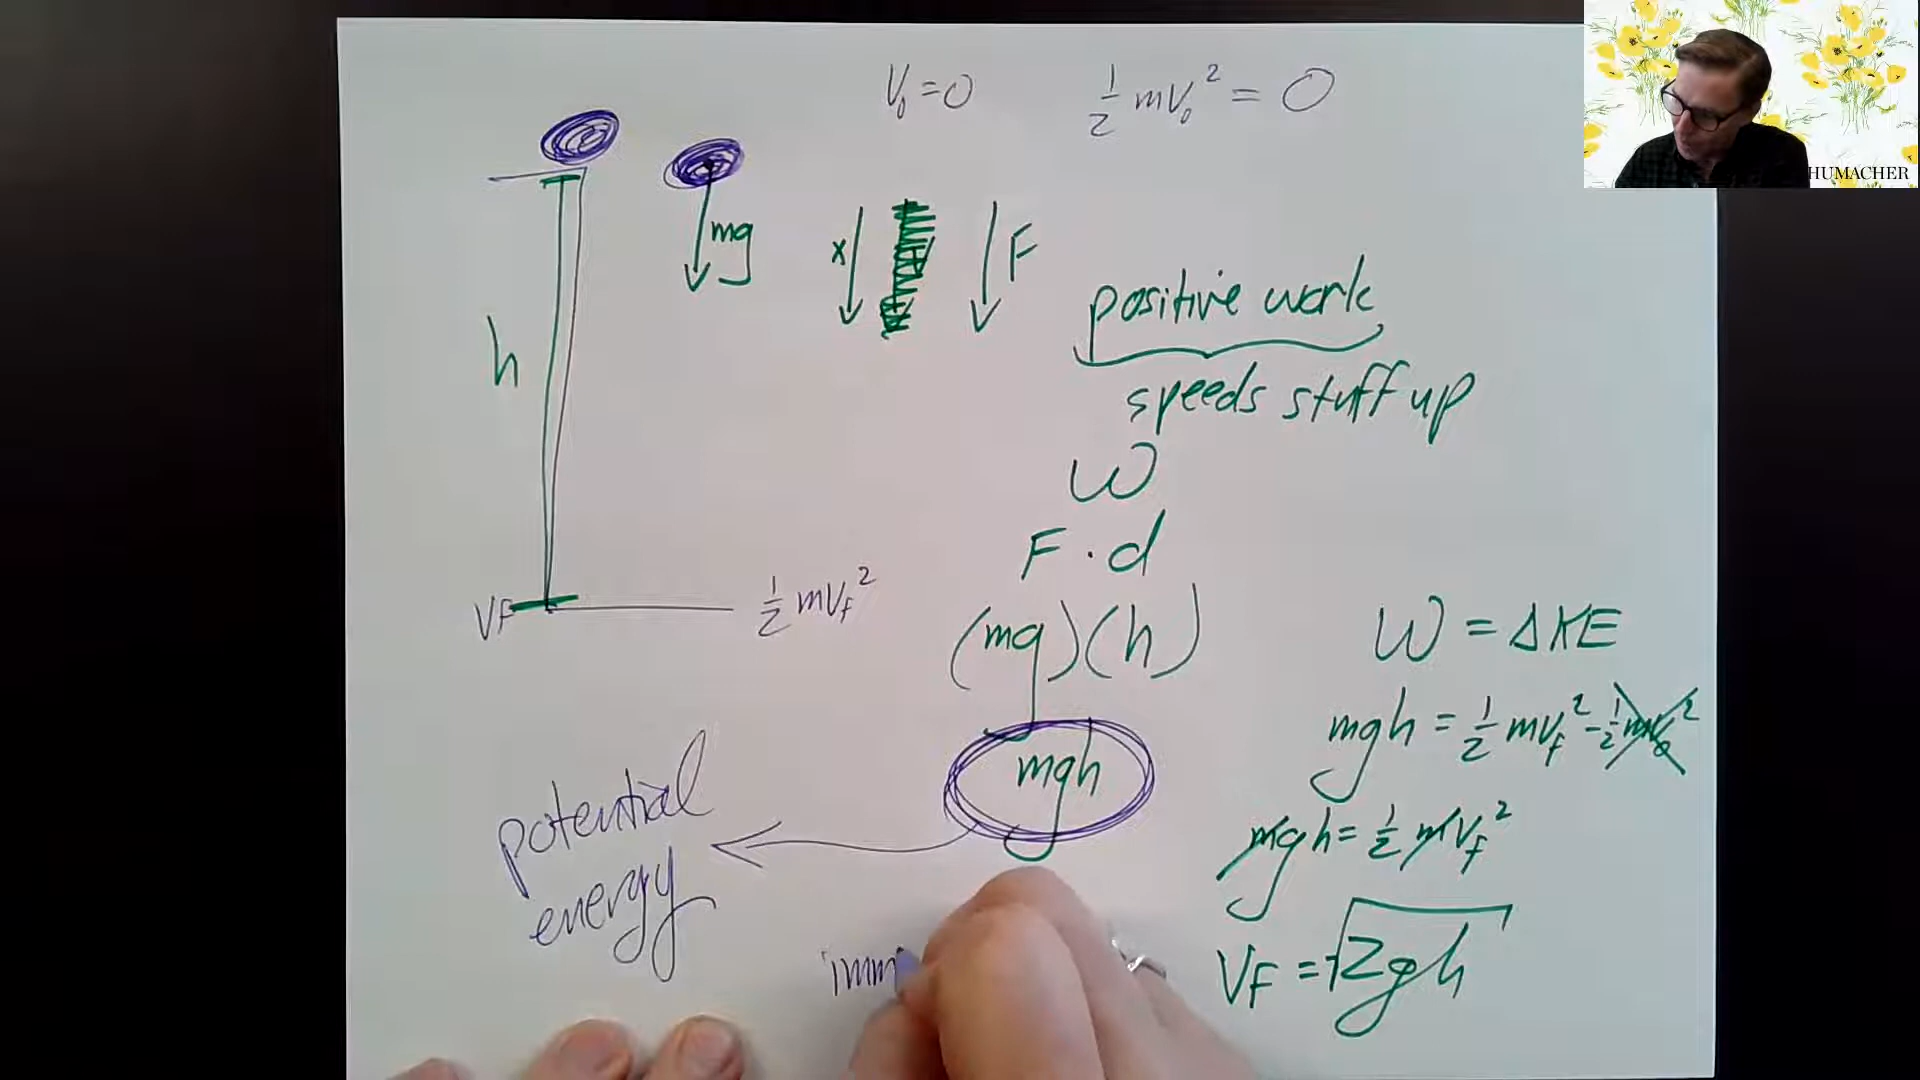 V₀ = 0
½ mV₀² = 0
mg
x
F
h
positive work
speeds stuff up
W
F · d
(mg)(h)
VF
½ mVf²
mgh
potential
energy
imm
W = ΔKE
mgh = ½ mVf² - ½ mV₀²
mgh = ½ mVf²
VF = √2gh
HUMACHER